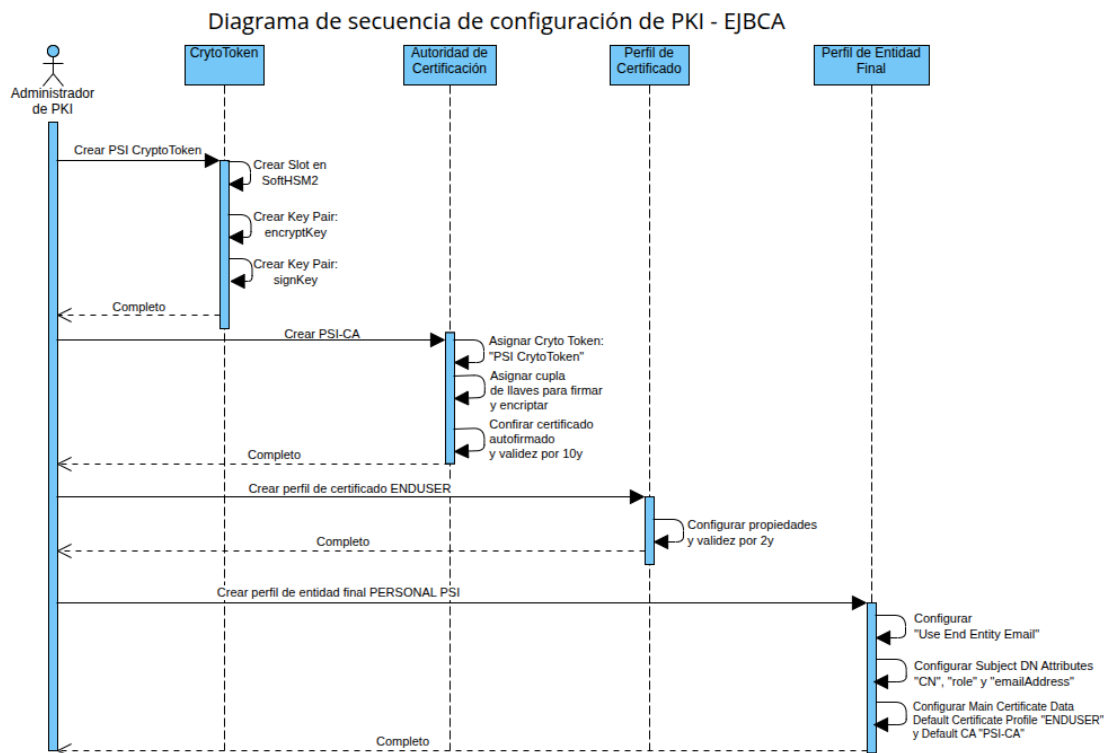 Diagrama de secuencia de configuración de PKI - EJBCA
CrytoToken
Autoridad de
Certificación
Perfil de
Certificado
Perfil de Entidad
Final
Administrador
de PKI
Crear PSI CryptoToken
Crear Slot en
SoftHSM2
Crear Key Pair:
encryptKey
Crear Key Pair:
signKey
Completo
Crear PSI-CA
Asignar Cryto Token:
"PSI CrytoToken"
Asignar cupla
de llaves para firmar
y encriptar
Confirar certificado
autofirmado
y validez por 10y
Completo
Crear perfil de certificado ENDUSER
Configurar propiedades
y validez por 2y
Completo
Crear perfil de entidad final PERSONAL PSI
Configurar
"Use End Entity Email"
Configurar Subject DN Attributes
"CN", "role" y "emailAddress"
Configurar Main Certificate Data
Default Certificate Profile "ENDUSER"
y Default CA "PSI-CA"
Completo